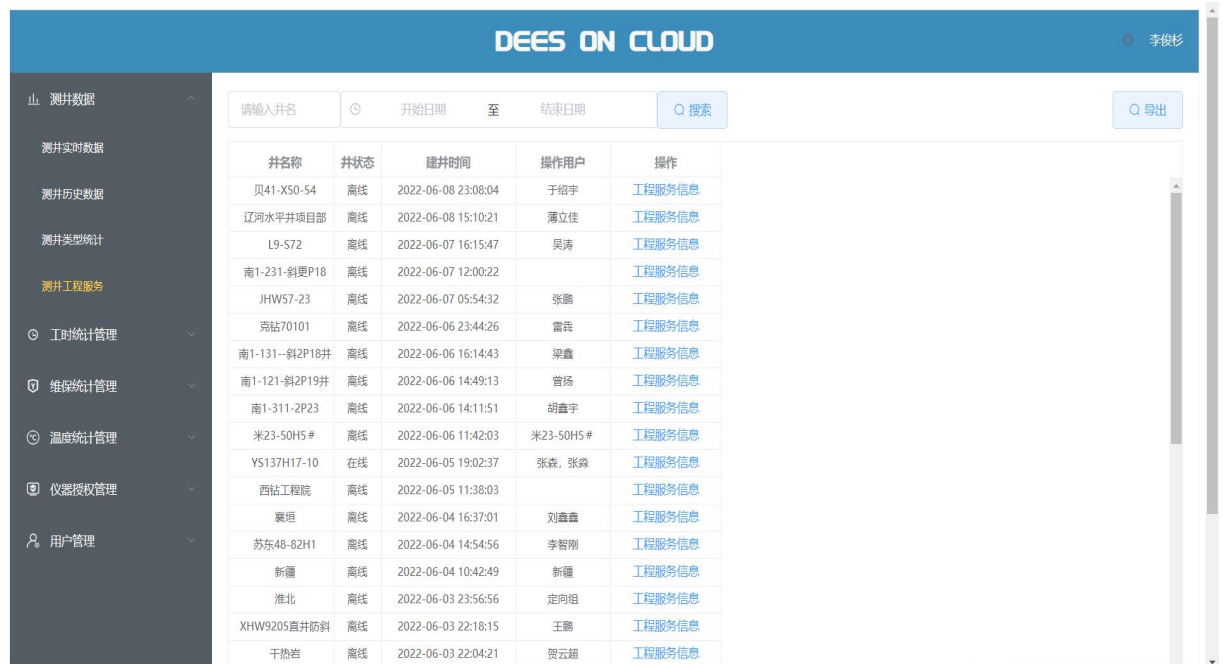 DEES ON CLOUD
李俊杉
测井数据
测井实时数据
测井历史数据
测井类型统计
测井工程服务
工时统计管理
维保统计管理
温度统计管理
仪器授权管理
用户管理
请输入井名 开始日期 至 结束日期 搜索 导出
井名称 井状态 建井时间 操作用户 操作
贝41-X50-54 离线 2022-06-08 23:08:04 于绍宇 工程服务信息
辽河水平井项目部 离线 2022-06-08 15:10:21 薄立佳 工程服务信息
L9-S72 离线 2022-06-07 16:15:47 吴涛 工程服务信息
南1-231-斜更P18 离线 2022-06-07 12:00:22 工程服务信息
JHW57-23 离线 2022-06-07 05:54:32 张鹏 工程服务信息
克钻70101 离线 2022-06-06 23:44:26 雷犇 工程服务信息
南1-131--斜2P18井 离线 2022-06-06 16:14:43 梁鑫 工程服务信息
南1-121-斜2P19井 离线 2022-06-06 14:49:13 曾扬 工程服务信息
南1-311-2P23 离线 2022-06-06 14:11:51 胡鑫宇 工程服务信息
米23-50H5# 离线 2022-06-06 11:42:03 米23-50H5# 工程服务信息
YS137H17-10 在线 2022-06-05 19:02:37 张森，张淼 工程服务信息
西钻工程院 离线 2022-06-05 11:38:03 工程服务信息
襄垣 离线 2022-06-04 16:37:01 刘鑫鑫 工程服务信息
苏东48-82H1 离线 2022-06-04 14:54:56 李智刚 工程服务信息
新疆 离线 2022-06-04 10:42:49 新疆 工程服务信息
淮北 离线 2022-06-03 23:56:56 定向组 工程服务信息
XHW9205直井防斜 离线 2022-06-03 22:18:15 王鹏 工程服务信息
干热岩 离线 2022-06-03 22:04:21 贺云超 工程服务信息